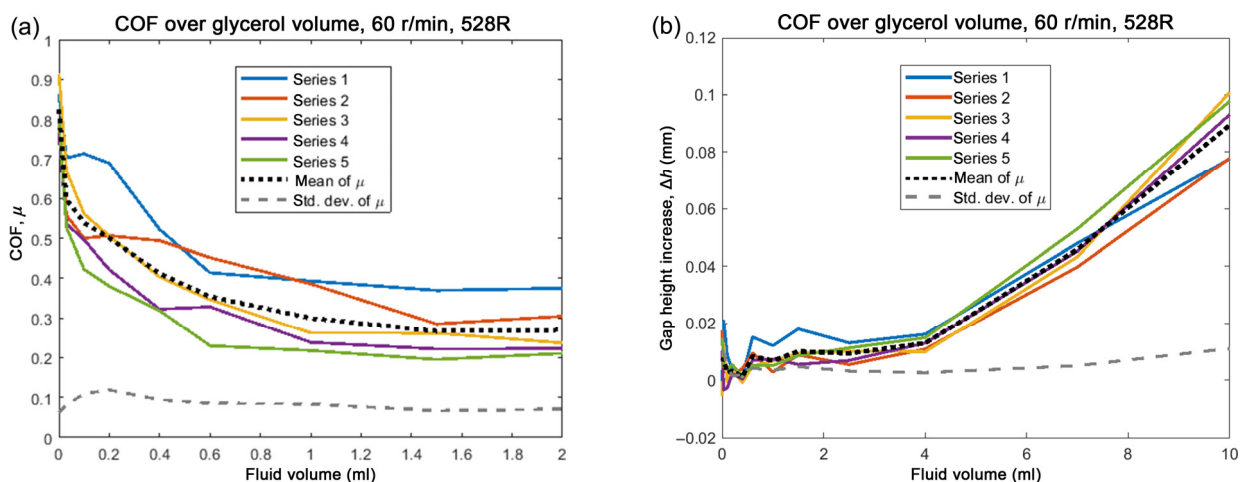 (a)
COF over glycerol volume, 60 r/min, 528R
COF, μ
1
0.9
0.8
0.7
0.6
0.5
0.4
0.3
0.2
0.1
0
Series 1
Series 2
Series 3
Series 4
Series 5
Mean of μ
Std. dev. of μ
0 0.2 0.4 0.6 0.8 1.0 1.2 1.4 1.6 1.8 2
Fluid volume (ml)
(b)
COF over glycerol volume, 60 r/min, 528R
Gap height increase, Δh (mm)
0.12
0.1
0.08
0.06
0.04
0.02
0
−0.02
Series 1
Series 2
Series 3
Series 4
Series 5
Mean of μ
Std. dev. of μ
0 2 4 6 8 10
Fluid volume (ml)